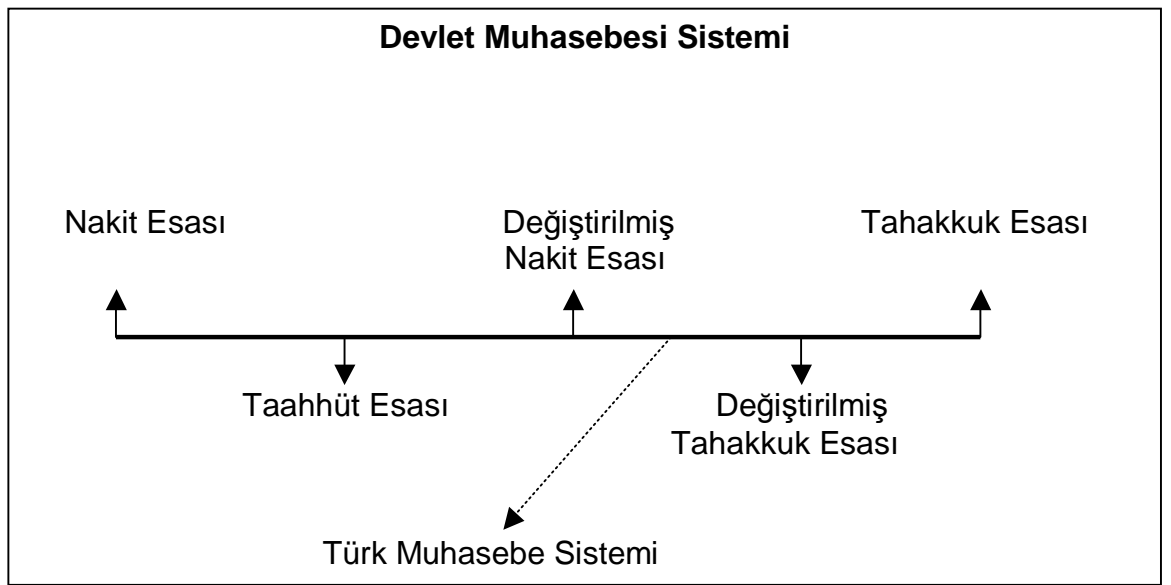 Devlet Muhasebesi Sistemi
Nakit Esası
Değiştirilmiş
Nakit Esası
Tahakkuk Esası
Taahhüt Esası
Değiştirilmiş
Tahakkuk Esası
Türk Muhasebe Sistemi